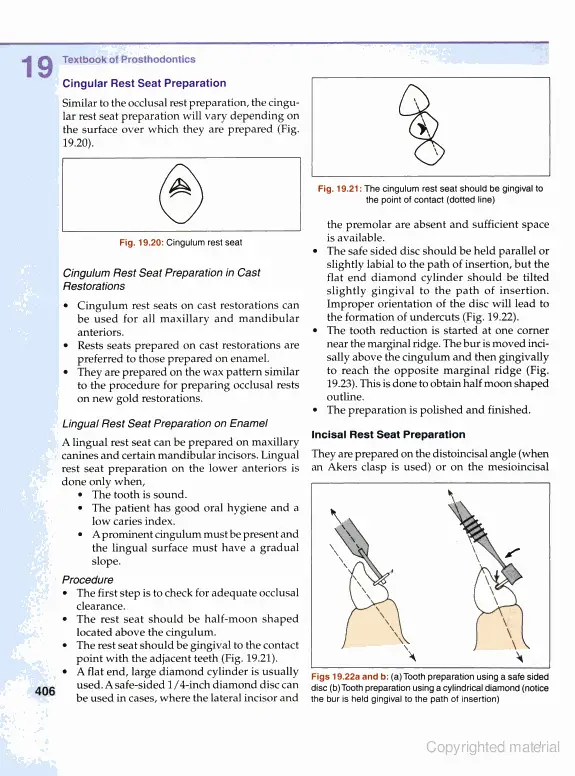 19
Textbook of Prosthodontics
Cingular Rest Seat Preparation
Similar to the occlusal rest preparation, the cingu-
lar rest seat preparation will vary depending on
the surface over which they are prepared (Fig.
19.20).
Fig. 19.20: Cingulum rest seat
Cingulum Rest Seat Preparation in Cast
Restorations
• Cingulum rest seats on cast restorations can
be used for all maxillary and mandibular
anteriors.
• Rests seats prepared on cast restorations are
preferred to those prepared on enamel.
• They are prepared on the wax pattern similar
to the procedure for preparing occlusal rests
on new gold restorations.
Lingual Rest Seat Preparation on Enamel
A lingual rest seat can be prepared on maxillary
canines and certain mandibular incisors. Lingual
rest seat preparation on the lower anteriors is
done only when,
• The tooth is sound.
• The patient has good oral hygiene and a
low caries index.
• A prominent cingulum must be present and
the lingual surface must have a gradual
slope.
Procedure
• The first step is to check for adequate occlusal
clearance.
• The rest seat should be half-moon shaped
located above the cingulum.
• The rest seat should be gingival to the contact
point with the adjacent teeth (Fig. 19.21).
• A flat end, large diamond cylinder is usually
used. A safe-sided 1/4-inch diamond disc can
be used in cases, where the lateral incisor and
406
Fig. 19.21: The cingulum rest seat should be gingival to
the point of contact (dotted line)
the premolar are absent and sufficient space
is available.
• The safe sided disc should be held parallel or
slightly labial to the path of insertion, but the
flat end diamond cylinder should be tilted
slightly gingival to the path of insertion.
Improper orientation of the disc will lead to
the formation of undercuts (Fig. 19.22).
• The tooth reduction is started at one corner
near the marginal ridge. The bur is moved inci-
sally above the cingulum and then gingivally
to reach the opposite marginal ridge (Fig.
19.23). This is done to obtain half moon shaped
outline.
• The preparation is polished and finished.
Incisal Rest Seat Preparation
They are prepared on the distoincisal angle (when
an Akers clasp is used) or on the mesioincisal
Figs 19.22a and b: (a) Tooth preparation using a safe sided
disc (b) Tooth preparation using a cylindrical diamond (notice
the bur is held gingival to the path of insertion)
Copyrighted material